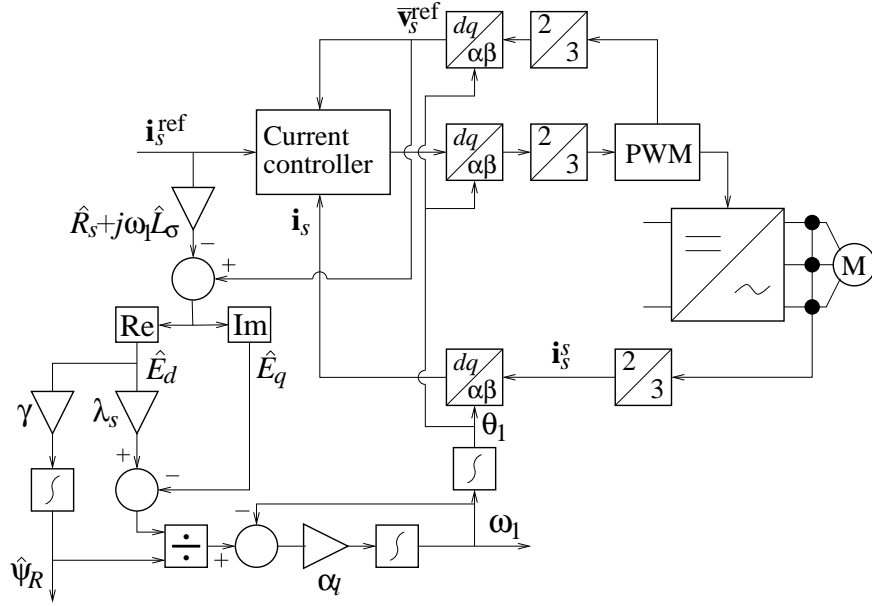 v̄_s^ref
dq
αβ
2
3
i_s^ref
Current
controller
dq
αβ
2
3
PWM
R̂_s+jω_1L̂_σ
−
+
i_s
M
Re
Im
Ê_d
Ê_q
γ
λ_s
dq
αβ
i_s^s
2
3
θ_1
+
−
∫
∫
−
ω_1
÷
+
∫
α_l
ψ̂_R